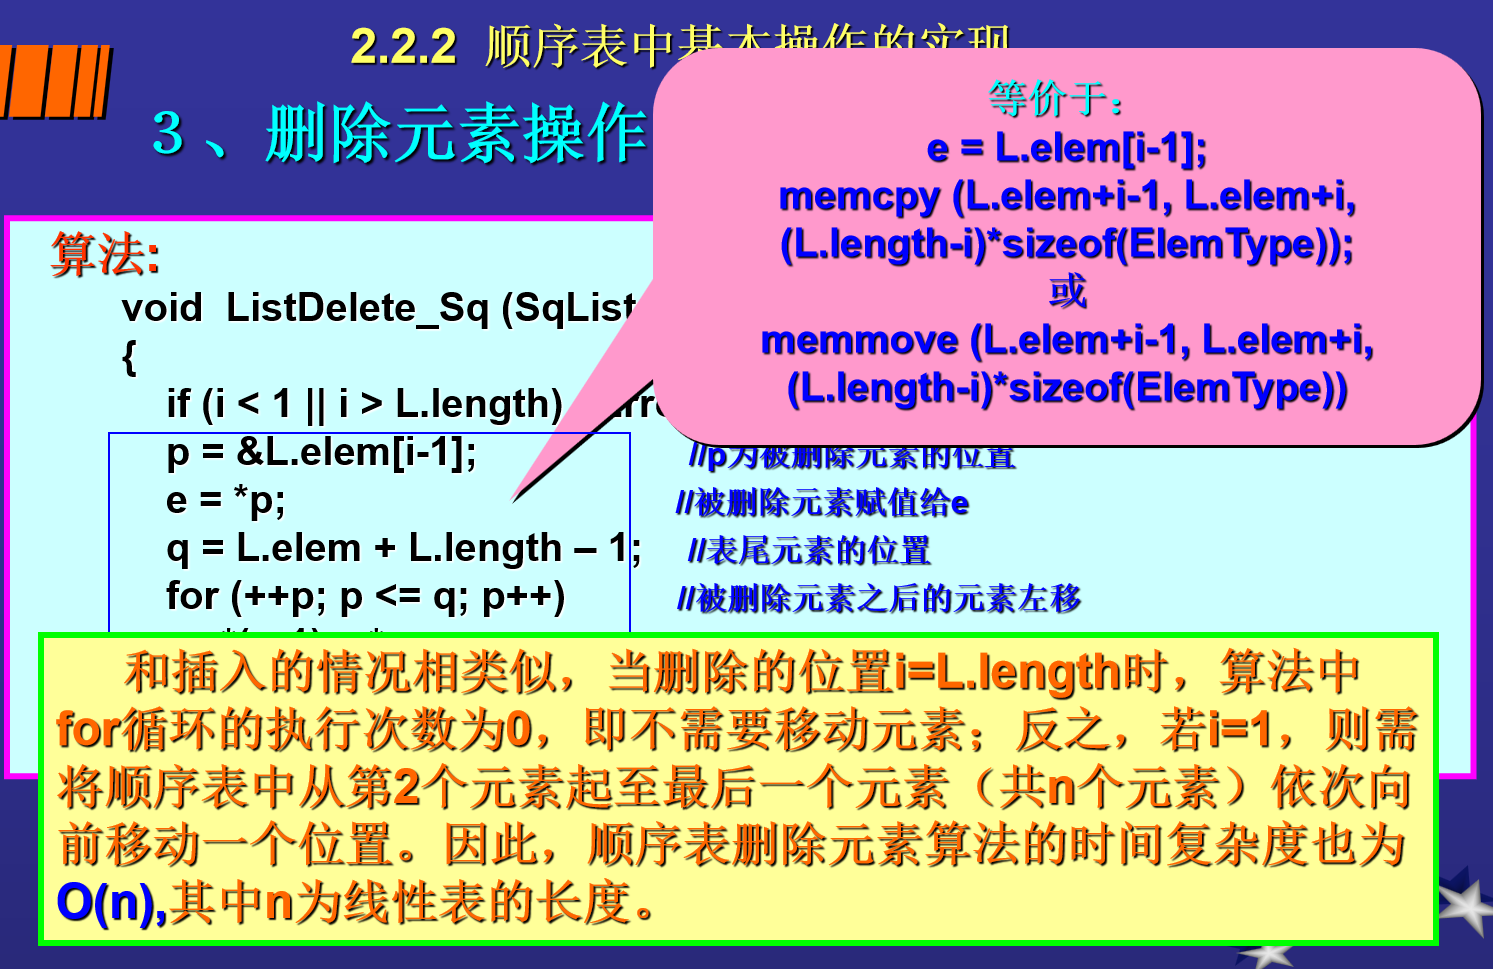 2.2.2 顺序表中基本操作的实现
3、删除元素操作
等价于：
e = L.elem[i-1];
memcpy (L.elem+i-1, L.elem+i,
(L.length-i)*sizeof(ElemType));
或
memmove (L.elem+i-1, L.elem+i,
(L.length-i)*sizeof(ElemType))
算法:
void ListDelete_Sq (SqList
{
if (i < 1 || i > L.length)
p = &L.elem[i-1]; //p为被删除元素的位置
e = *p; //被删除元素赋值给e
q = L.elem + L.length – 1; //表尾元素的位置
for (++p; p <= q; p++) //被删除元素之后的元素左移
和插入的情况相类似，当删除的位置i=L.length时，算法中
for循环的执行次数为0，即不需要移动元素；反之，若i=1，则需
将顺序表中从第2个元素起至最后一个元素（共n个元素）依次向
前移动一个位置。因此，顺序表删除元素算法的时间复杂度也为
O(n),其中n为线性表的长度。